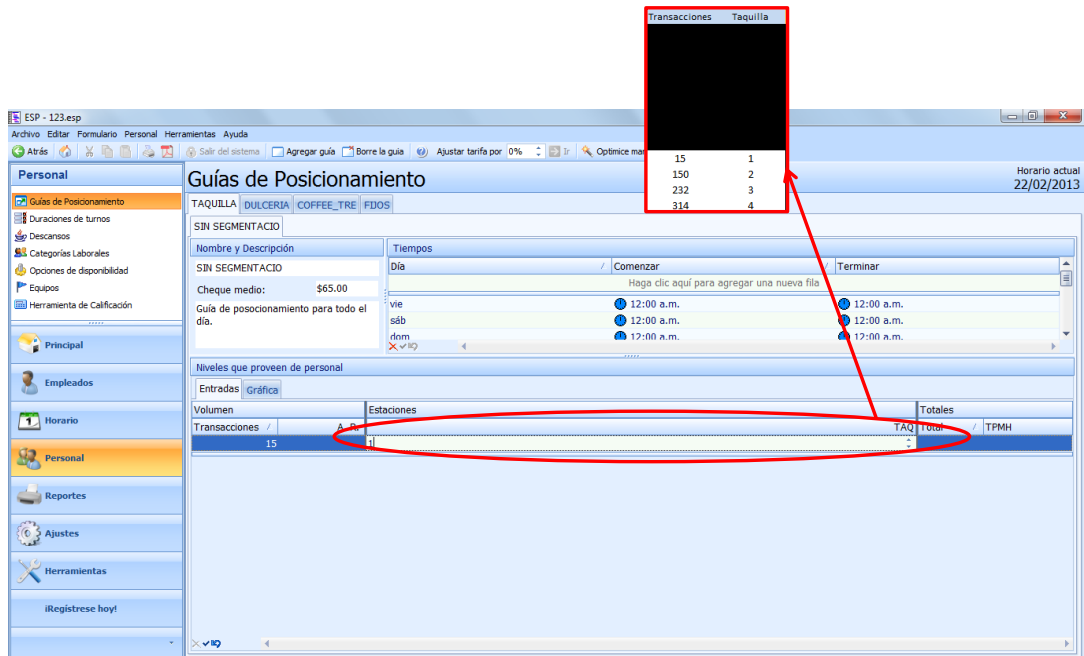 Transacciones Taquilla
15 1
150 2
232 3
314 4
ESP - 123.esp
Archivo Editar Formulario Personal Herramientas Ayuda
Atrás Salir del sistema Agregar guía Borre la guia Ajustar tarifa por 0% Ir Optimice mar
Personal
Guías de Posicionamiento
Duraciones de turnos
Descansos
Categorías Laborales
Opciones de disponibilidad
Equipos
Herramienta de Calificación
Principal
Empleados
1 Horario
Personal
Reportes
Ajustes
Herramientas
¡Regístrese hoy!
Guías de Posicionamiento
Horario actual
22/02/2013
TAQUILLA DULCERIA COFFEE_TRE FIJOS
SIN SEGMENTACIO
Nombre y Descripción
SIN SEGMENTACIO
Cheque medio: $65.00
Guía de posocionamiento para todo el
día.
Tiempos
Día / Comenzar / Terminar
Haga clic aquí para agregar una nueva fila
vie 12:00 a.m. 12:00 a.m.
sáb 12:00 a.m. 12:00 a.m.
dom 12:00 a.m. 12:00 a.m.
Niveles que proveen de personal
Entradas Gráfica
Volumen Estaciones Totales
Transacciones / A. R. TAQ Total / TPMH
15 1